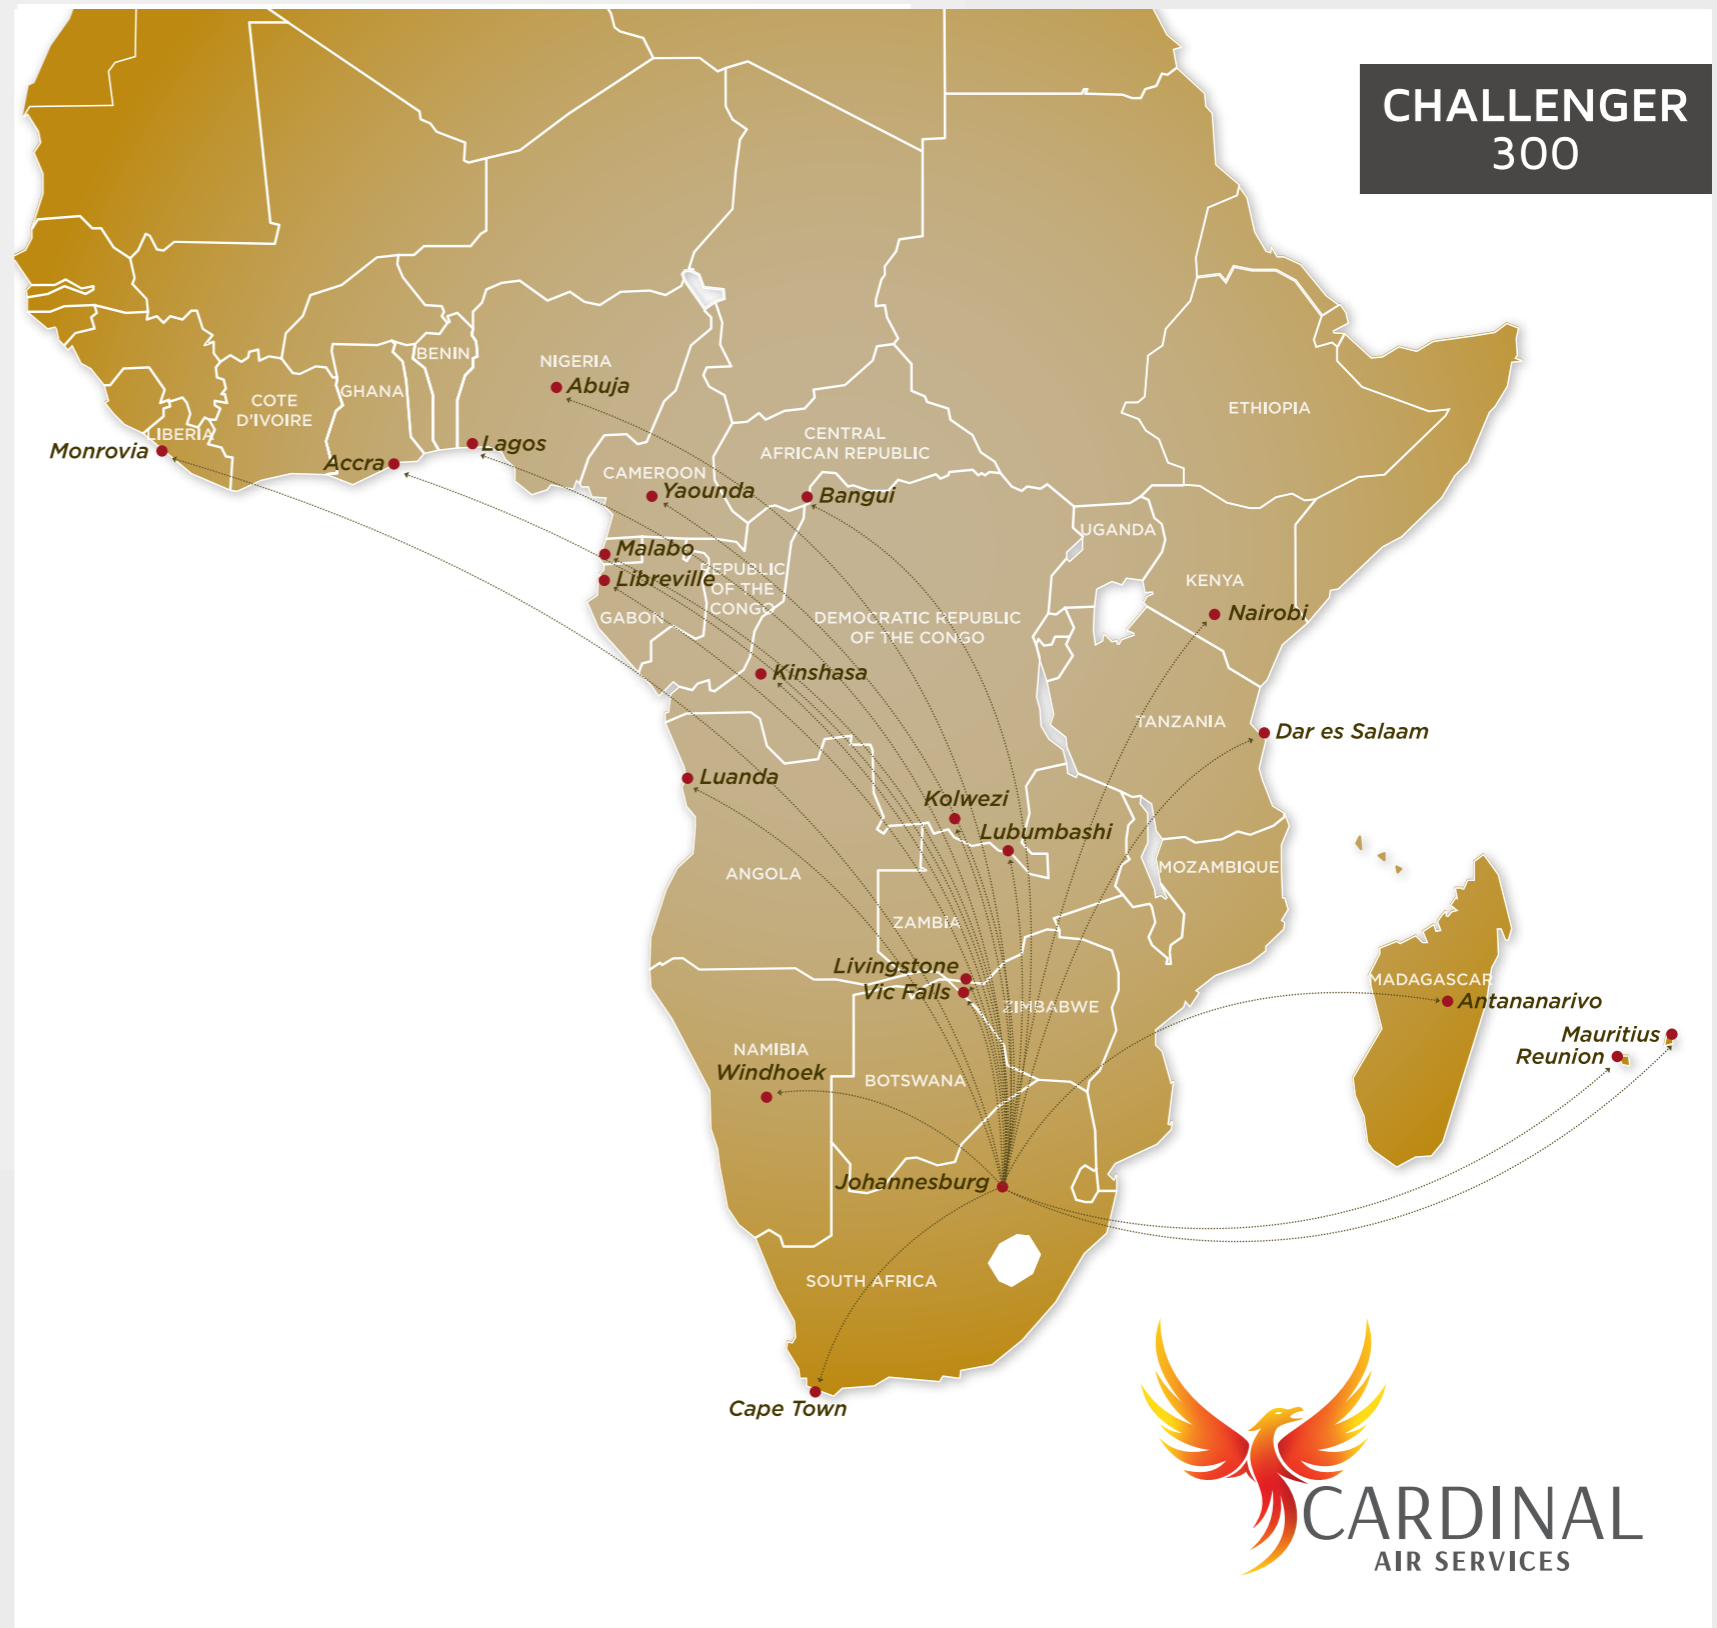 CHALLENGER
300
BENIN
NIGERIA
Abuja
GHANA
COTE
D'IVOIRE
ETHIOPIA
LIBERIA
Monrovia
Accra
Lagos
CENTRAL
AFRICAN REPUBLIC
CAMEROON
Yaounda
Bangui
UGANDA
Malabo
Libreville
REPUBLIC
OF THE
CONGO
GABON
KENYA
Nairobi
DEMOCRATIC REPUBLIC
OF THE CONGO
Kinshasa
TANZANIA
Dar es Salaam
Luanda
Kolwezi
Lubumbashi
ANGOLA
MOZAMBIQUE
ZAMBIA
Livingstone
Vic Falls
ZIMBABWE
MADAGASCAR
Antananarivo
Mauritius
Reunion
NAMIBIA
Windhoek
BOTSWANA
Johannesburg
SOUTH AFRICA
Cape Town
CARDINAL
AIR SERVICES